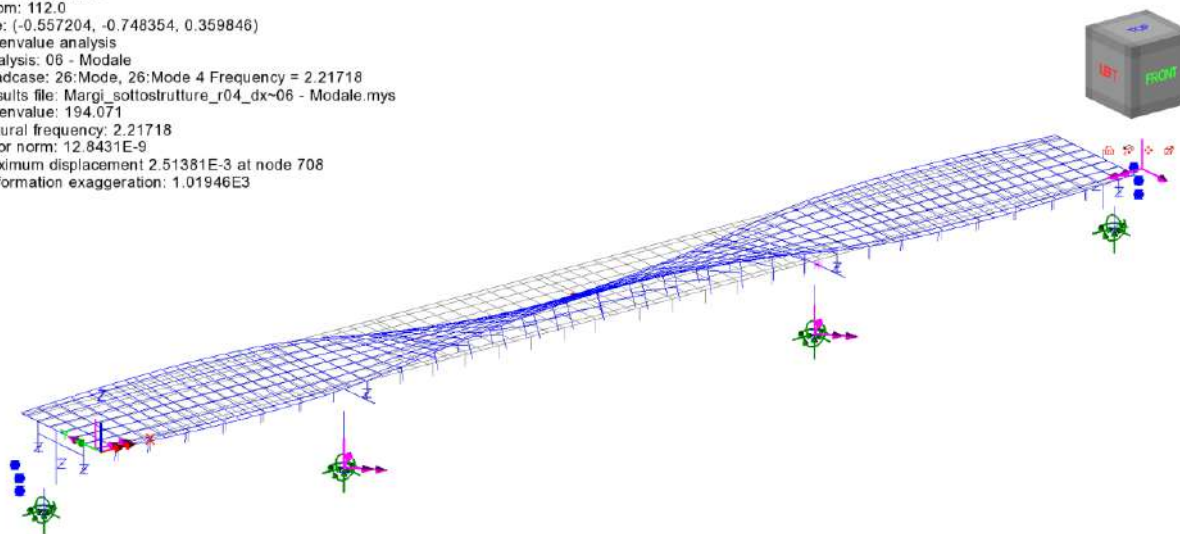 om: 112.0
e: (-0.557204, -0.748354, 0.359846)
envalue analysis
alysis: 06 - Modale
adcase: 26:Mode, 26:Mode 4 Frequency = 2.21718
sults file: Margi_sottostrutture_r04_dx~06 - Modale.mys
envalue: 194.071
ural frequency: 2.21718
or norm: 12.8431E-9
ximum displacement 2.51381E-3 at node 708
formation exaggeration: 1.01946E3
TOP
FRONT
Z
Z
Z
Z
Z
X
Z
Z
Z